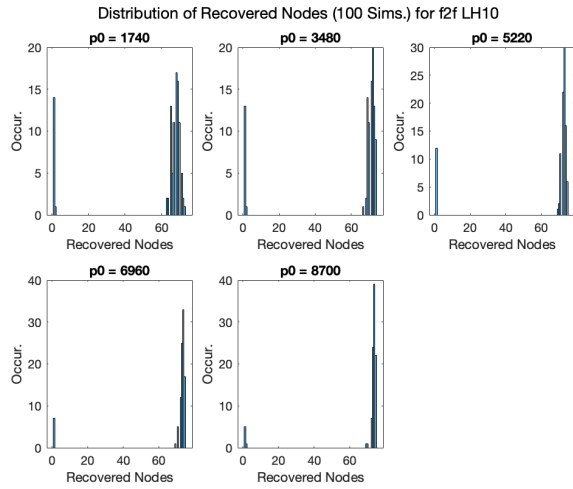 Distribution of Recovered Nodes (100 Sims.) for f2f LH10
p0 = 1740
20
15
10
5
0
Occur.
0 20 40 60
Recovered Nodes
p0 = 3480
20
15
10
5
0
Occur.
0 20 40 60
Recovered Nodes
p0 = 5220
30
25
20
15
10
5
0
Occur.
0 20 40 60
Recovered Nodes
p0 = 6960
40
30
20
10
0
Occur.
0 20 40 60
Recovered Nodes
p0 = 8700
40
30
20
10
0
Occur.
0 20 40 60
Recovered Nodes